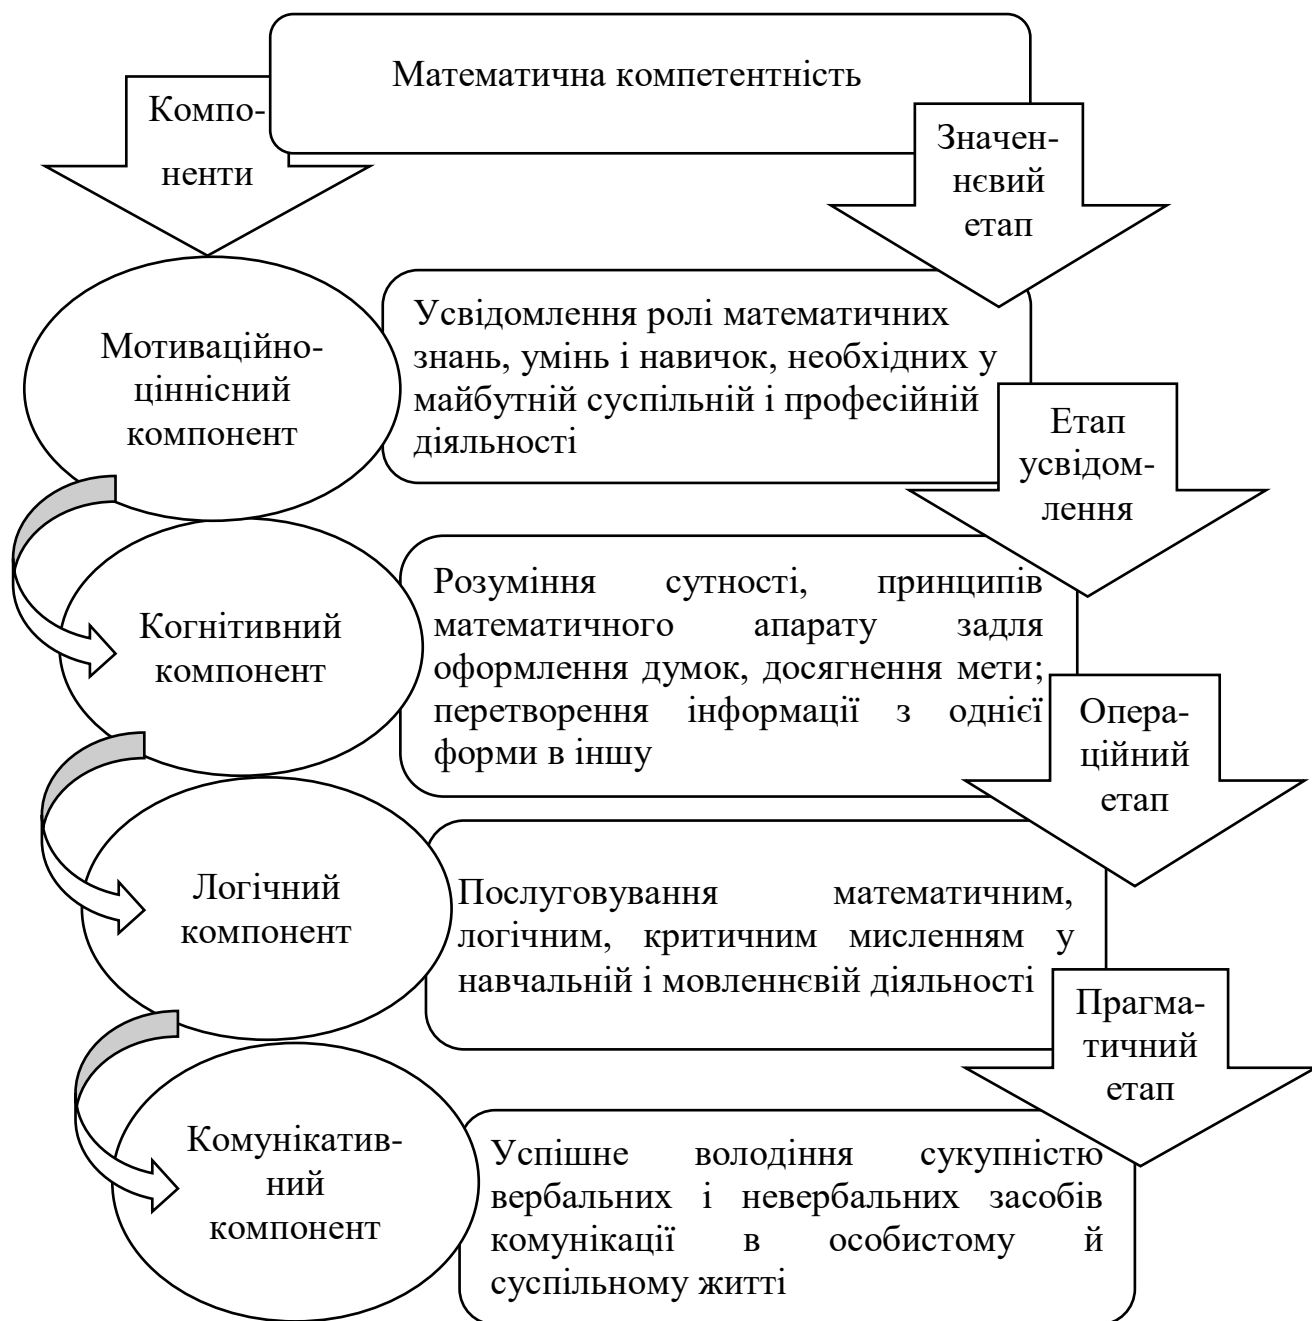 Математична компетентність
Компо-
ненти
Значен-
нєвий
етап
Мотиваційно-
ціннісний
компонент
Усвідомлення ролі математичних
знань, умінь і навичок, необхідних у
майбутній суспільній і професійній
діяльності
Етап
усвідом-
лення
Когнітивний
компонент
Розуміння сутності, принципів
математичного апарату задля
оформлення думок, досягнення мети;
перетворення інформації з однієї
форми в іншу
Опера-
ційний
етап
Логічний
компонент
Послуговування математичним,
логічним, критичним мисленням у
навчальній і мовленнєвій діяльності
Прагма-
тичний
етап
Комунікатив-
ний
компонент
Успішне володіння сукупністю
вербальних і невербальних засобів
комунікації в особистому й
суспільному житті